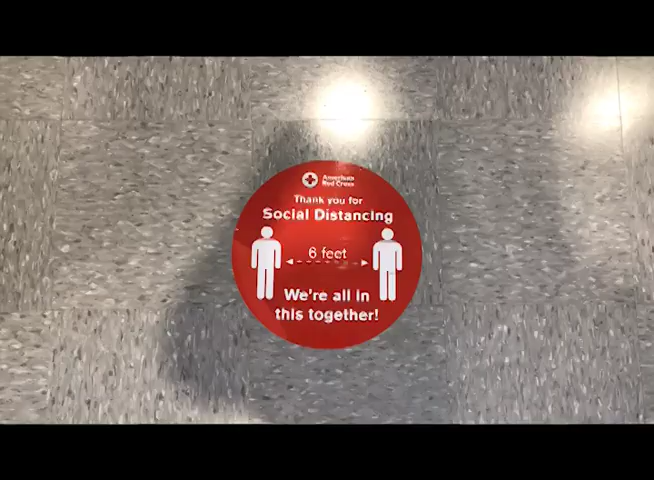 American
Red Cross
Thank you for
Social Distancing
6 feet
We're all in
this together!